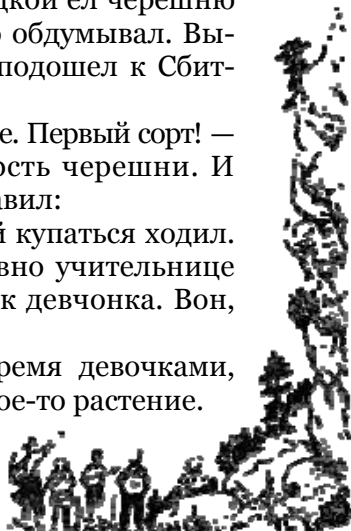 дкой ел черешню
обдумывал. Вы-
подошел к Сбит-
е. Первый сорт! —
ость черешни. И
авил:
й купаться ходил.
вно учительнице
к девчонка. Вон,
ремя девочками,
ое-то растение.